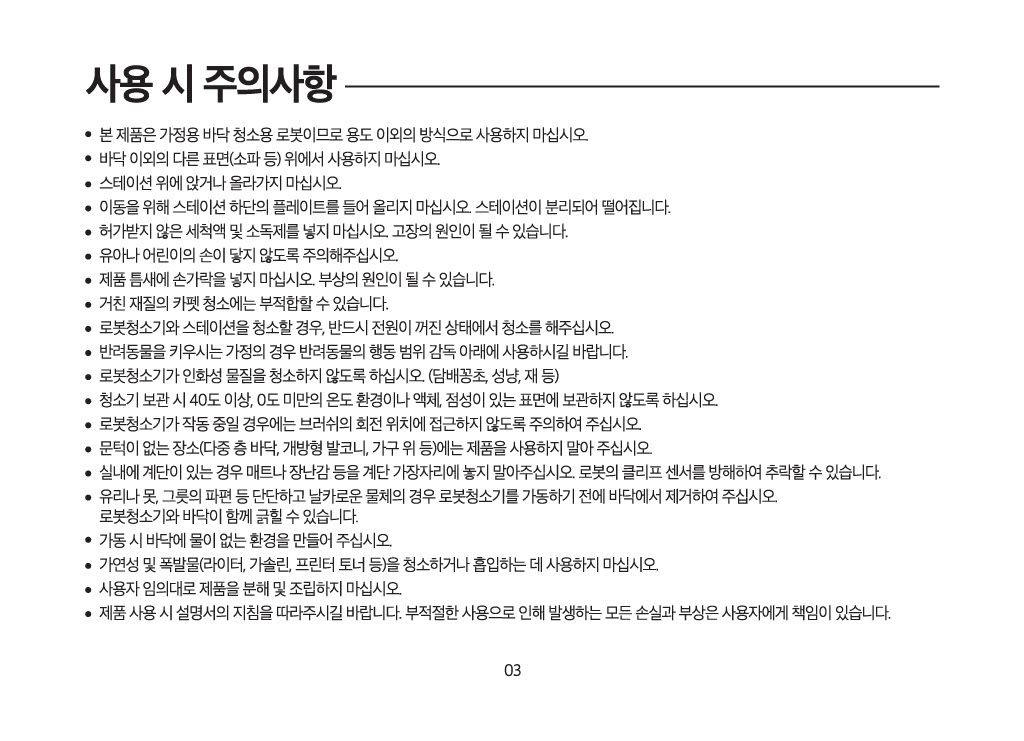 사용 시 주의사항
● 본 제품은 가정용 바닥 청소용 로봇이므로 용도 이외의 방식으로 사용하지 마십시오.
● 바닥 이외의 다른 표면(소파 등) 위에서 사용하지 마십시오.
● 스테이션 위에 앉거나 올라가지 마십시오.
● 이동을 위해 스테이션 하단의 플레이트를 들어 올리지 마십시오. 스테이션이 분리되어 떨어집니다.
● 허가받지 않은 세척액 및 소독제를 넣지 마십시오. 고장의 원인이 될 수 있습니다.
● 유아나 어린이의 손이 닿지 않도록 주의해주십시오.
● 제품 틈새에 손가락을 넣지 마십시오. 부상의 원인이 될 수 있습니다.
● 거친 재질의 카펫 청소에는 부적합할 수 있습니다.
● 로봇청소기와 스테이션을 청소할 경우, 반드시 전원이 꺼진 상태에서 청소를 해주십시오.
● 반려동물을 키우시는 가정의 경우 반려동물의 행동 범위 감독 아래에 사용하시길 바랍니다.
● 로봇청소기가 인화성 물질을 청소하지 않도록 하십시오. (담배꽁초, 성냥, 재 등)
● 청소기 보관 시 40도 이상, 0도 미만의 온도 환경이나 액체, 점성이 있는 표면에 보관하지 않도록 하십시오.
● 로봇청소기가 작동 중일 경우에는 브러쉬의 회전 위치에 접근하지 않도록 주의하여 주십시오.
● 문턱이 없는 장소(다중 층 바닥, 개방형 발코니, 가구 위 등)에는 제품을 사용하지 말아 주십시오.
● 실내에 계단이 있는 경우 매트나 장난감 등을 계단 가장자리에 놓지 말아주십시오. 로봇의 클리프 센서를 방해하여 추락할 수 있습니다.
● 유리나 못, 그릇의 파편 등 단단하고 날카로운 물체의 경우 로봇청소기를 가동하기 전에 바닥에서 제거하여 주십시오.
로봇청소기와 바닥이 함께 긁힐 수 있습니다.
● 가동 시 바닥에 물이 없는 환경을 만들어 주십시오.
● 가연성 및 폭발물(라이터, 가솔린, 프린터 토너 등)을 청소하거나 흡입하는 데 사용하지 마십시오.
● 사용자 임의대로 제품을 분해 및 조립하지 마십시오.
● 제품 사용 시 설명서의 지침을 따라주시길 바랍니다. 부적절한 사용으로 인해 발생하는 모든 손실과 부상은 사용자에게 책임이 있습니다.
03